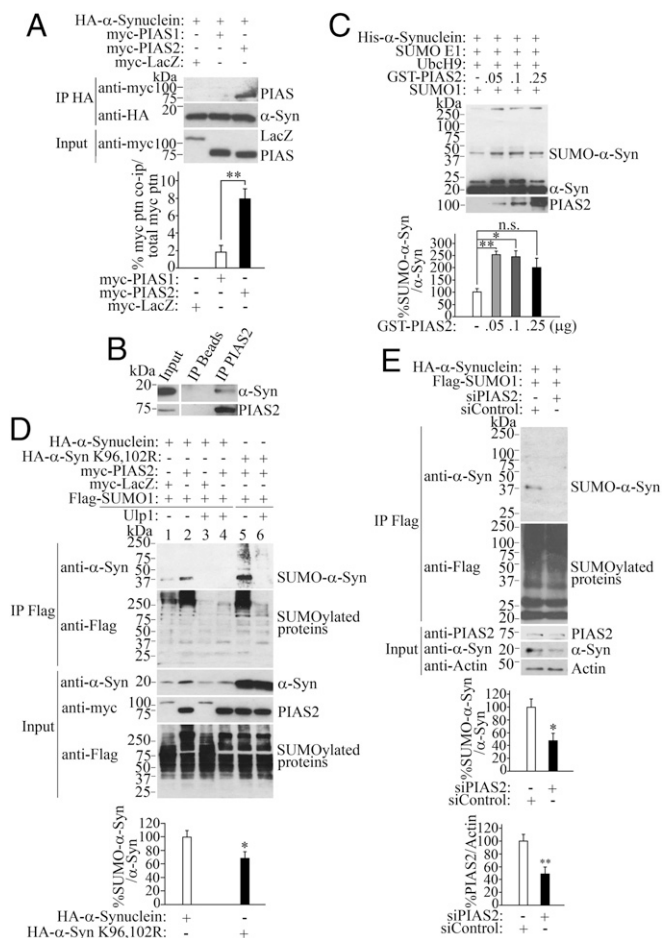 A
HA-α-Synuclein: + + +
myc-PIAS1 - + -
myc-PIAS2: - - +
myc-LacZ: + - -
kDa
IP HA
anti-myc 100
75
PIAS
anti-HA
20
α-Syn
Input
anti-myc 100
75
LacZ
PIAS
% myc ptn co-ip/
total myc ptn
10
8
6
4
2
0
**
myc-PIAS1: - + -
myc-PIAS2: - - +
myc-LacZ: + - -
B
kDa
Input
IP Beads
IP PIAS2
20
α-Syn
75
PIAS2
C
His-α-Synuclein: + + + +
SUMO E1: + + + +
UbcH9: + + + +
GST-PIAS2: - .05 .1 .25
SUMO1: + + + +
kDa
250
150
100
75
50
37
25
20
SUMO-α-Syn
α-Syn
100
PIAS2
%SUMO-α-Syn
/α-Syn
300
250
200
150
100
50
0
n.s.
*
**
GST-PIAS2: - .05 .1 .25 (µg)
D
HA-α-Synuclein: + + + + - -
HA-α-Syn K96,102R: - - - - + +
myc-PIAS2: - + - + + +
myc-LacZ: + - + - - -
Flag-SUMO1: + + + + + +
Ulp1: - - + + - +
kDa 1 2 3 4 5 6
IP Flag
anti-α-Syn
250
75
50
37
SUMO-α-Syn
anti-Flag
250
75
50
37
25
SUMOylated
proteins
Input
anti-α-Syn 20
α-Syn
anti-myc
100
75
PIAS2
anti-Flag
250
150
100
75
50
37
25
SUMOylated
proteins
%SUMO-α-Syn
/α-Syn
120
100
80
60
40
20
0
*
HA-α-Synuclein: + -
HA-α-Syn K96,102R: - +
E
HA-α-Synuclein: + +
Flag-SUMO1: + +
siPIAS2: - +
siControl: + -
kDa
IP Flag
anti-α-Syn
250
150
100
75
50
37
25
SUMO-α-Syn
anti-Flag
250
150
100
75
50
37
25
20
SUMOylated
proteins
Input
anti-PIAS2 75
PIAS2
anti-α-Syn 20
α-Syn
anti-Actin 50
Actin
%SUMO-α-Syn
/α-Syn
120
100
80
60
40
20
0
*
siPIAS2: - +
siControl: + -
%PIAS2/Actin
120
100
80
60
40
20
0
**
siPIAS2: - +
siControl: + -